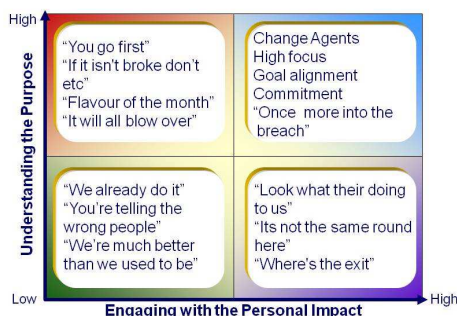 High
Understanding the Purpose
"You go first"
"If it isn't broke don't
etc"
"Flavour of the month"
"It will all blow over"
Change Agents
High focus
Goal alignment
Commitment
"Once more into the
breach"
"We already do it"
"You're telling the
wrong people"
"We're much better
than we used to be"
"Look what their doing
to us"
"Its not the same round
here"
"Where's the exit"
Low
High
Engaging with the Personal Impact